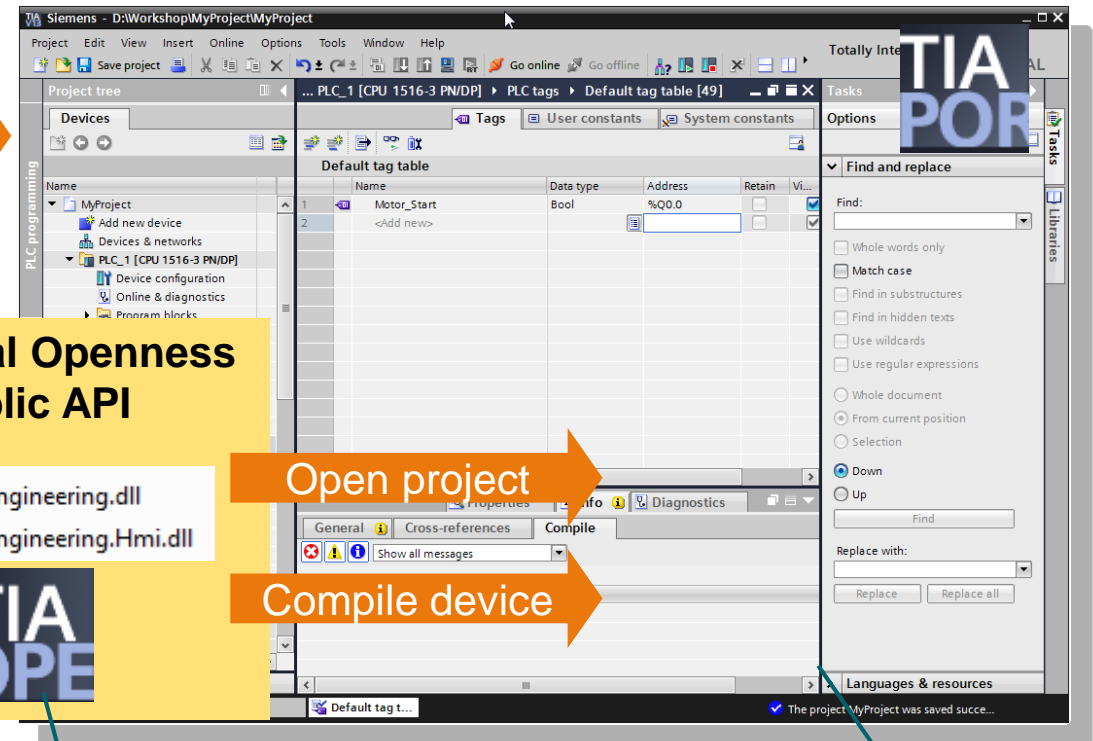 Siemens - D:\Workshop\MyProject\MyProject
Project Edit View Insert Online Options Tools Window Help
Save project Go online Go offline
Totally Inte
AL
TIA
POR
Project tree
... PLC_1 [CPU 1516-3 PN/DP] PLC tags Default tag table [49]
Tasks
Devices
Tags User constants System constants
Options
Default tag table
Find and replace
Name
Name Data type Address Retain Vi...
MyProject
1 Motor_Start Bool %Q0.0
2 <Add new>
Add new device
Devices & networks
PLC_1 [CPU 1516-3 PN/DP]
Device configuration
Online & diagnostics
Program blocks
PLC programming
Find:
Whole words only
Match case
Find in substructures
Find in hidden texts
Use wildcards
Use regular expressions
Whole document
From current position
Selection
Down
Up
Find
Replace with:
Replace Replace all
Languages & resources
Tasks
Libraries
al Openness
blic API
ngineering.dll
ngineering.Hmi.dll
TIA
OPE
Open project
Properties Info Diagnostics
General Cross-references Compile
Show all messages
Compile device
Default tag t...
The project MyProject was saved succe...